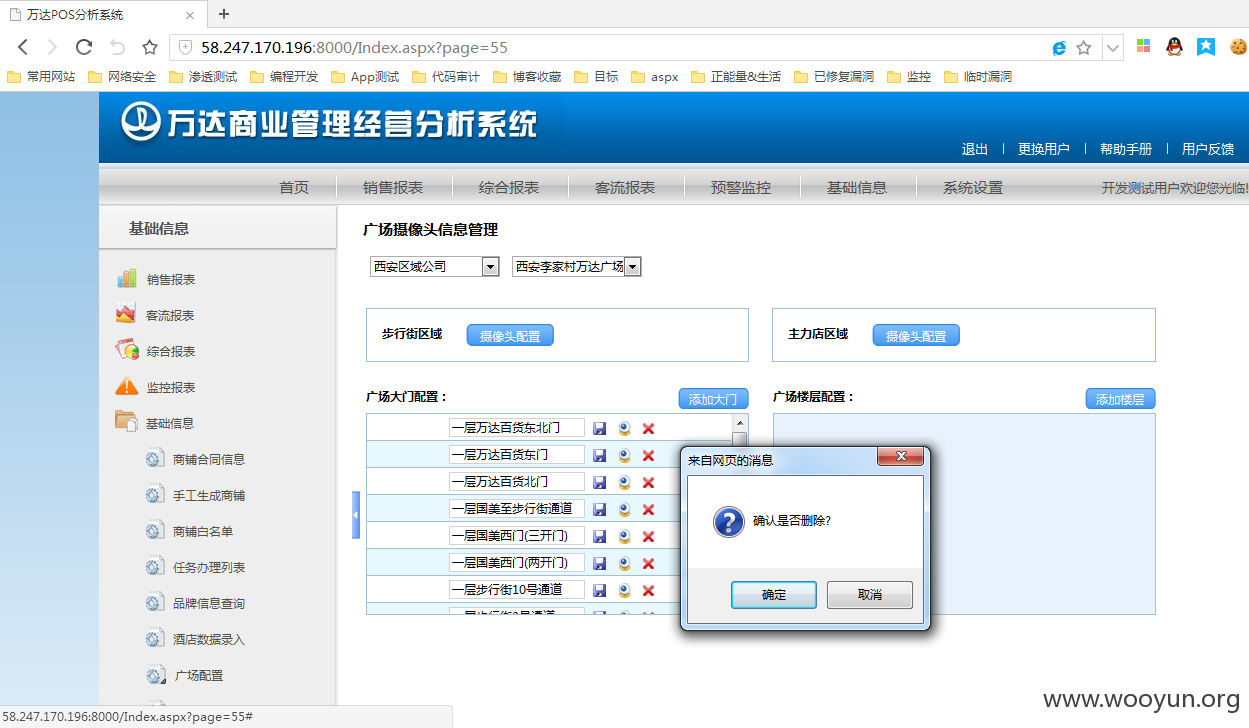 万达POS分析系统
58.247.170.196:8000/Index.aspx?page=55
常用网站 网络安全 渗透测试 编程开发 App测试 代码审计 博客收藏 目标 aspx 正能量&生活 已修复漏洞 监控 临时漏洞
万达商业管理经营分析系统
退出 更换用户 帮助手册 用户反馈
首页 销售报表 综合报表 客流报表 预警监控 基础信息 系统设置 开发测试用户欢迎您光临!
基础信息
销售报表
客流报表
综合报表
监控报表
基础信息
商铺合同信息
手工生成商铺
商铺白名单
任务办理列表
品牌信息查询
酒店数据录入
广场配置
广场摄像头信息管理
西安区域公司 西安李家村万达广场
步行街区域 摄像头配置 主力店区域 摄像头配置
广场大门配置： 添加大门 广场楼层配置： 添加楼层
一层万达百货东北门
一层万达百货东门
一层万达百货北门
一层国美至步行街通道
一层国美西门(三开门)
一层国美西门(两开门)
一层步行街10号通道
来自网页的消息
确认是否删除?
确定 取消
58.247.170.196:8000/Index.aspx?page=55#
www.wooyun.org